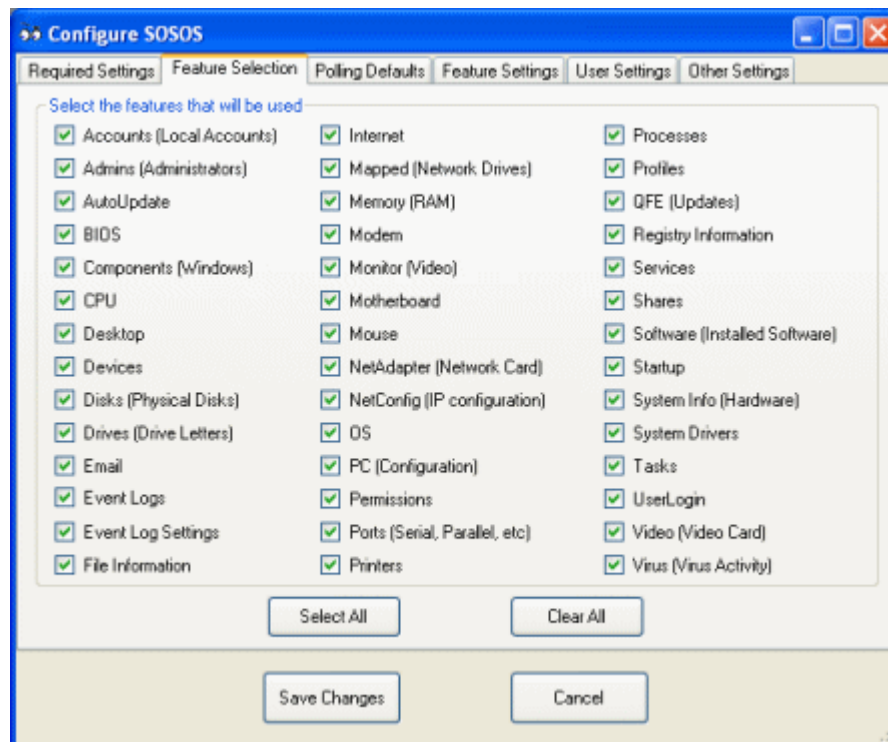 Configure SOSOS
Required Settings Feature Selection Polling Defaults Feature Settings User Settings Other Settings
Select the features that will be used
Accounts (Local Accounts)
Admins (Administrators)
AutoUpdate
BIOS
Components (Windows)
CPU
Desktop
Devices
Disks (Physical Disks)
Drives (Drive Letters)
Email
Event Logs
Event Log Settings
File Information
Internet
Mapped (Network Drives)
Memory (RAM)
Modem
Monitor (Video)
Motherboard
Mouse
NetAdapter (Network Card)
NetConfig (IP configuration)
OS
PC (Configuration)
Permissions
Ports (Serial, Parallel, etc)
Printers
Processes
Profiles
QFE (Updates)
Registry Information
Services
Shares
Software (Installed Software)
Startup
System Info (Hardware)
System Drivers
Tasks
UserLogin
Video (Video Card)
Virus (Virus Activity)
Select All Clear All
Save Changes Cancel